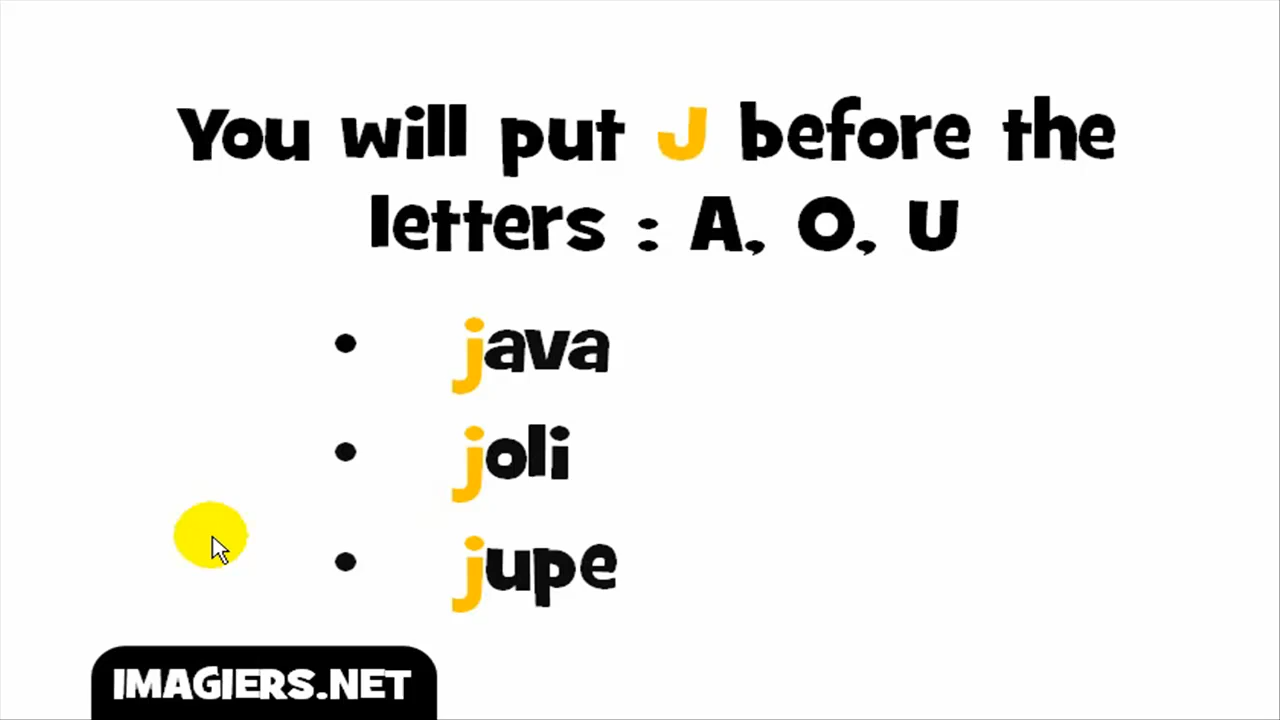 You will put J before the
letters : A, O, U
• java
• joli
• jupe
IMAGIERS.NET